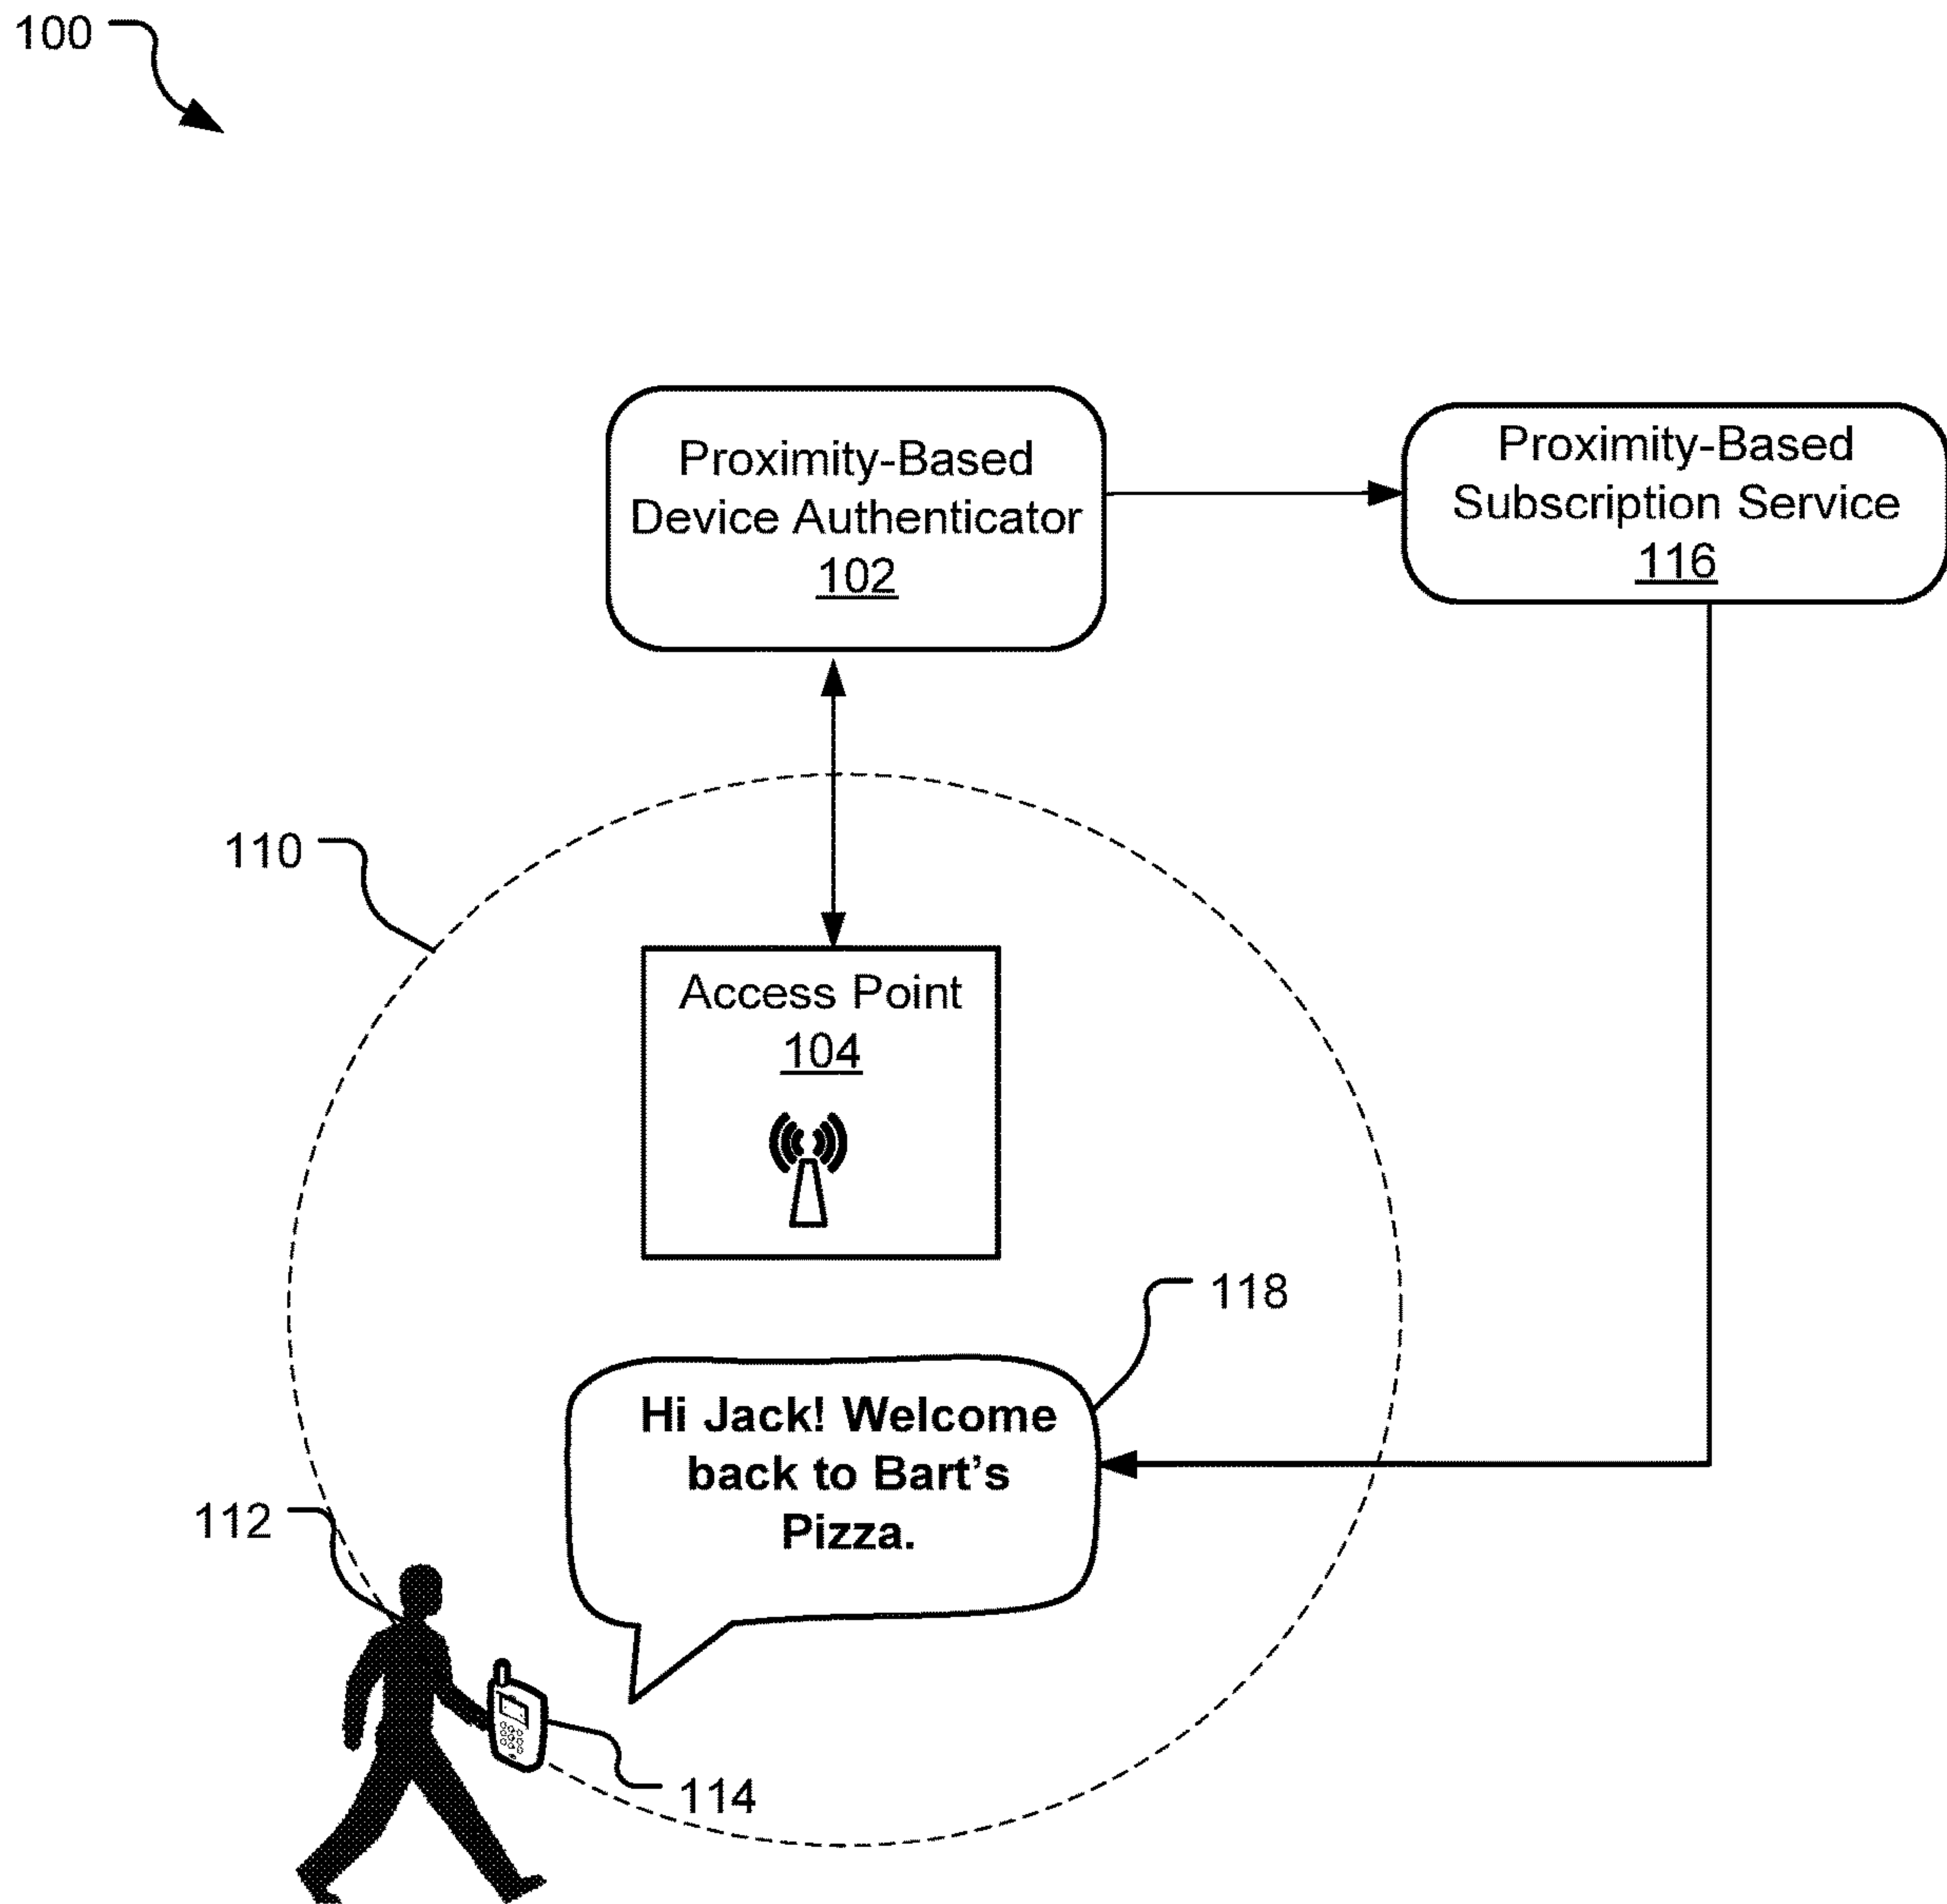 100
Proximity-Based
Device Authenticator
102
Proximity-Based
Subscription Service
116
110
Access Point
104
118
Hi Jack! Welcome
back to Bart’s
Pizza.
112
114